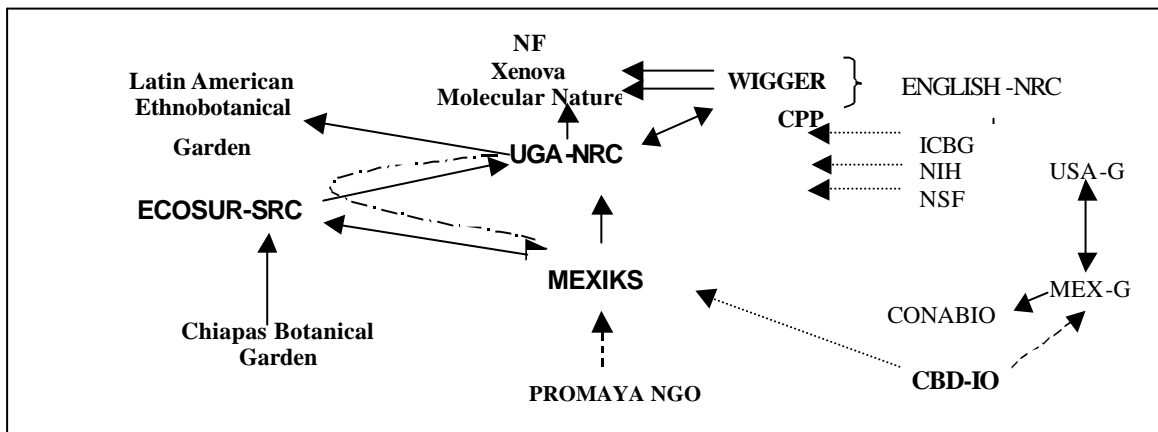 NF
Xenova
Molecular Nature
Latin American
Ethnobotanical
Garden
WIGGER
ENGLISH -NRC
CPP
UGA-NRC
ICBG
NIH
NSF
USA-G
ECOSUR-SRC
MEXIKS
MEX-G
CONABIO
Chiapas Botanical
Garden
CBD-IO
PROMAYA NGO